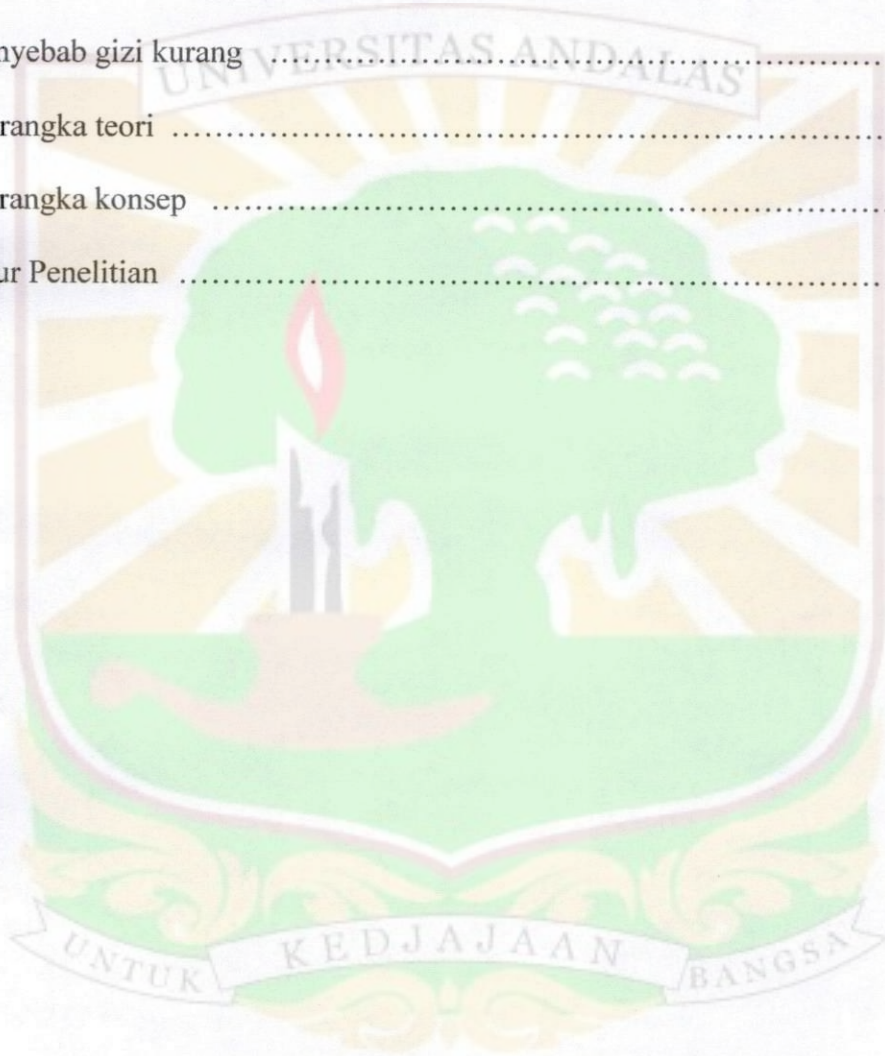 nyebab gizi kurang ........................................................
rangka teori ....................................................................
rangka konsep ...............................................................
ur Penelitian ...................................................................
UNIVERSITAS ANDALAS
UNTUK KEDJAJAAN BANGSA